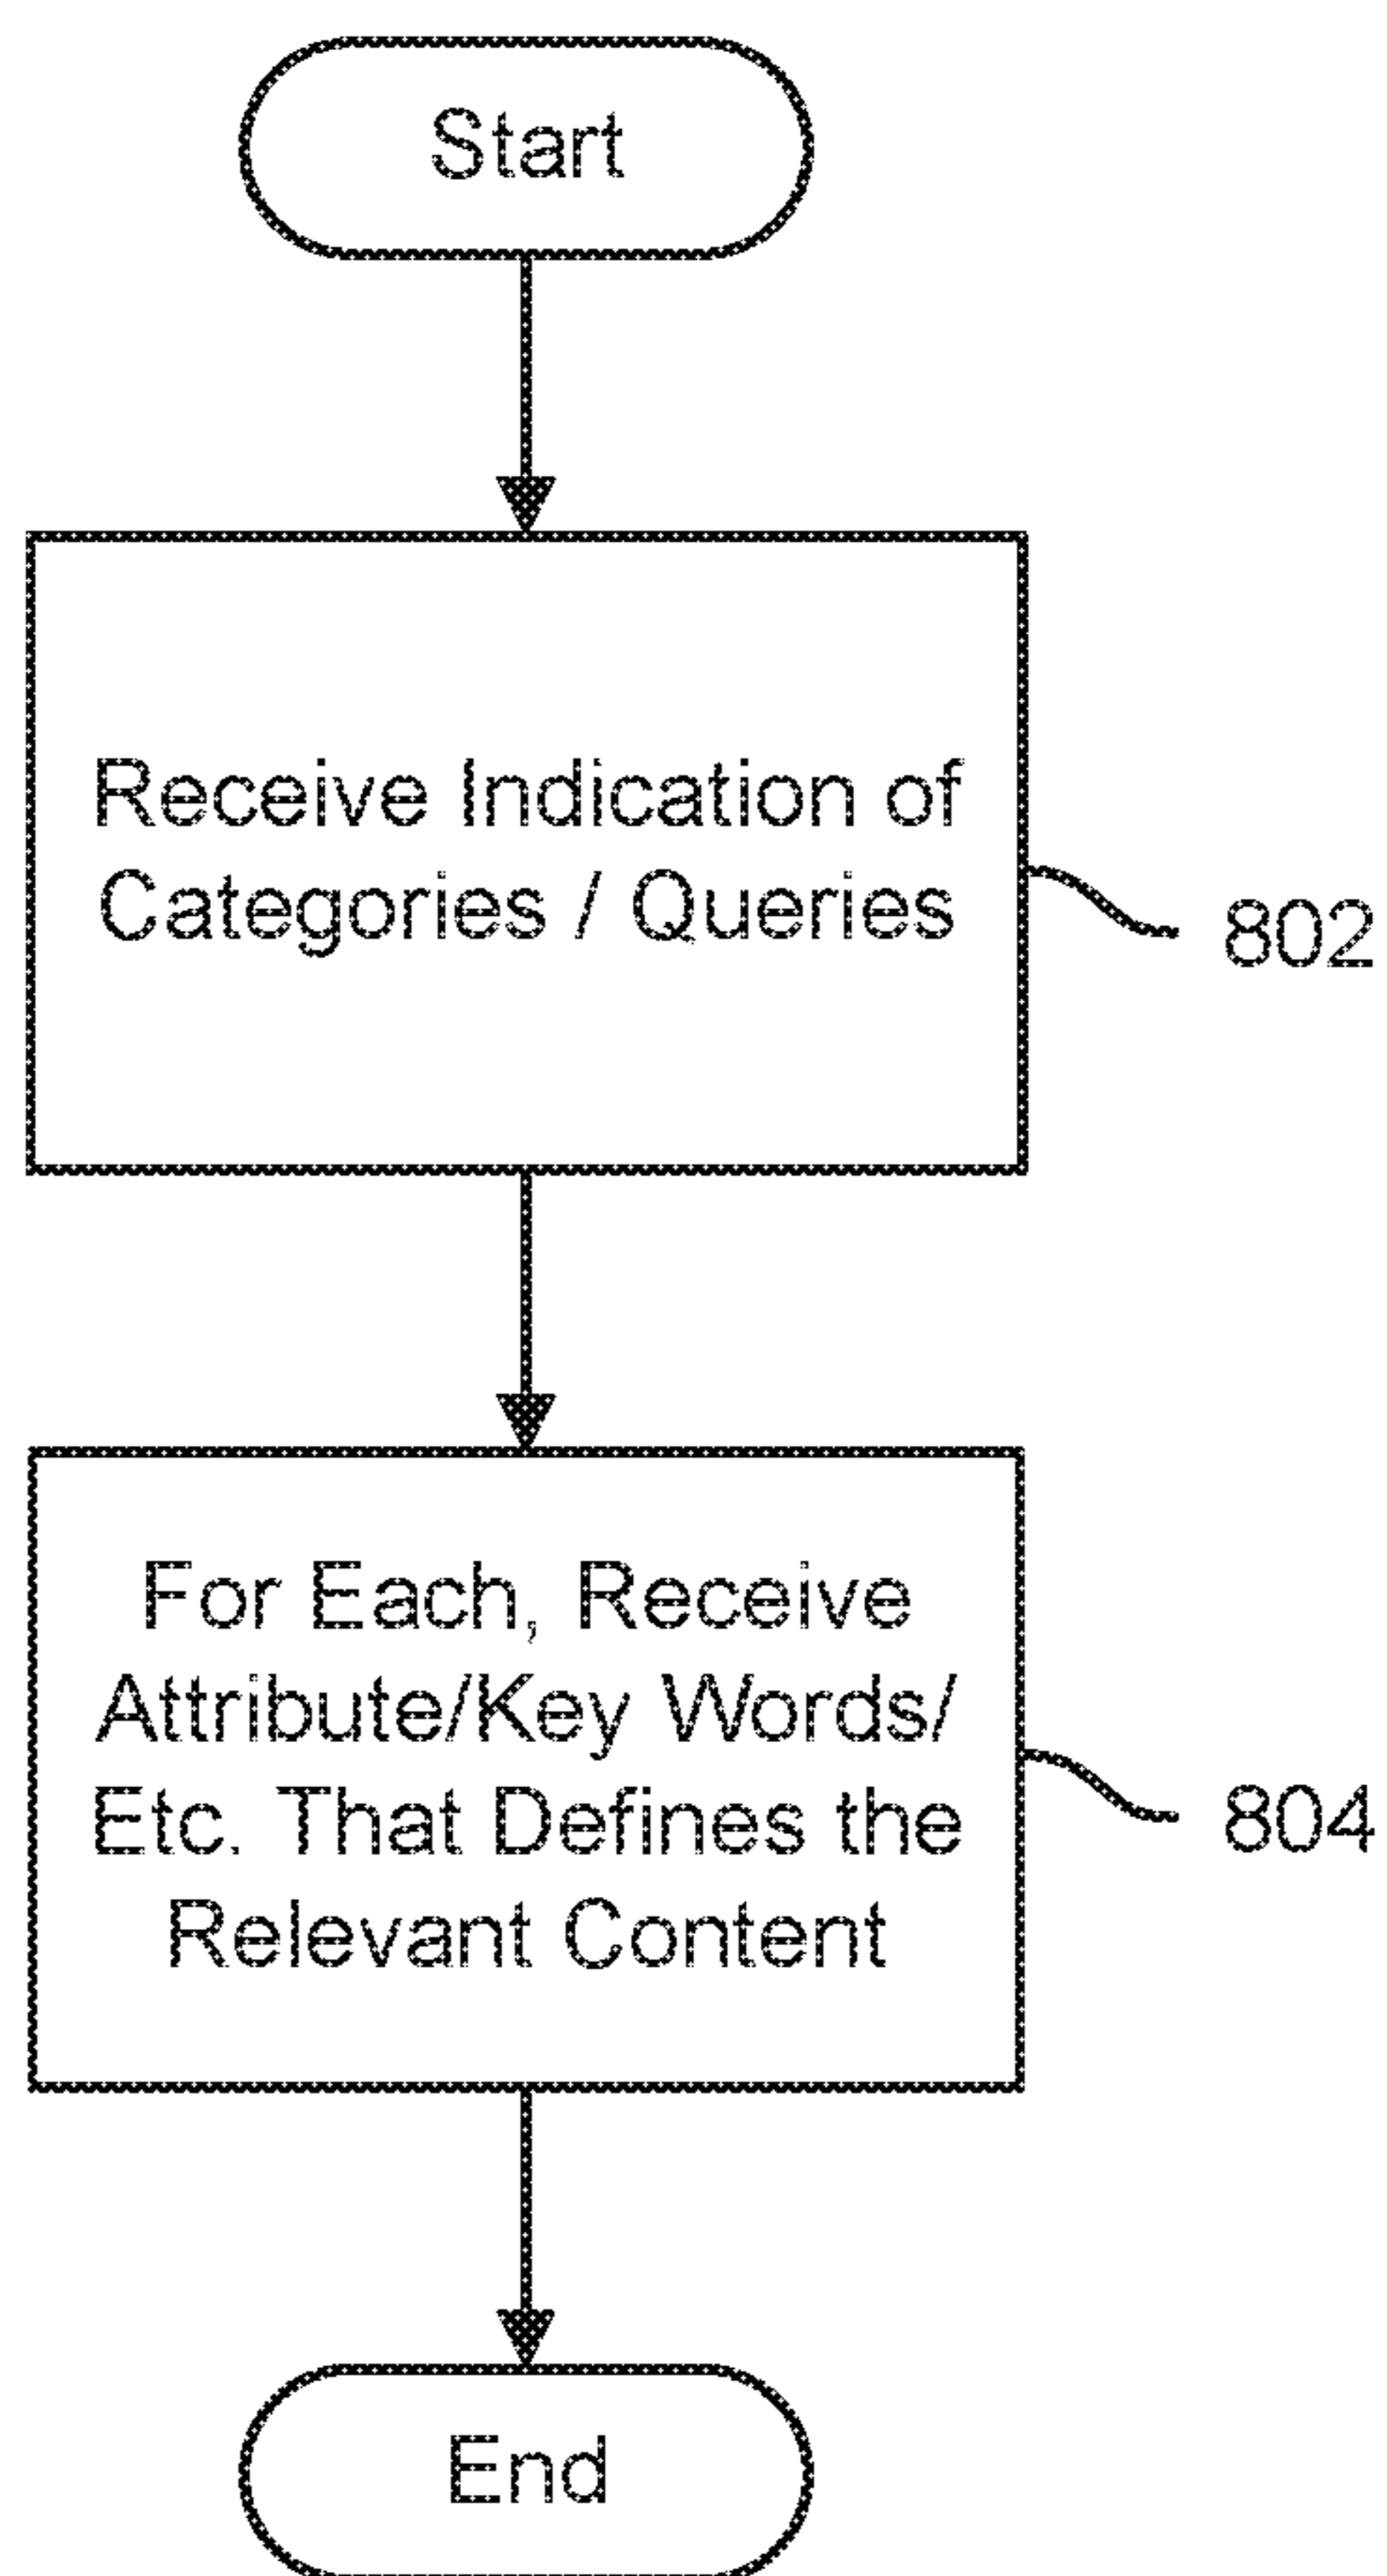 Start
Receive Indication of
Categories / Queries
802
For Each, Receive
Attribute/Key Words/
Etc. That Defines the
Relevant Content
804
End